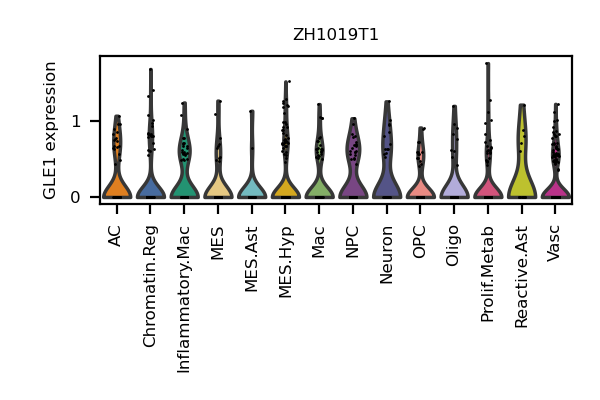 ZH1019T1
GLE1 expression
1
0
AC
Chromatin.Reg
Inflammatory.Mac
MES
MES.Ast
MES.Hyp
Mac
NPC
Neuron
OPC
Oligo
Prolif.Metab
Reactive.Ast
Vasc